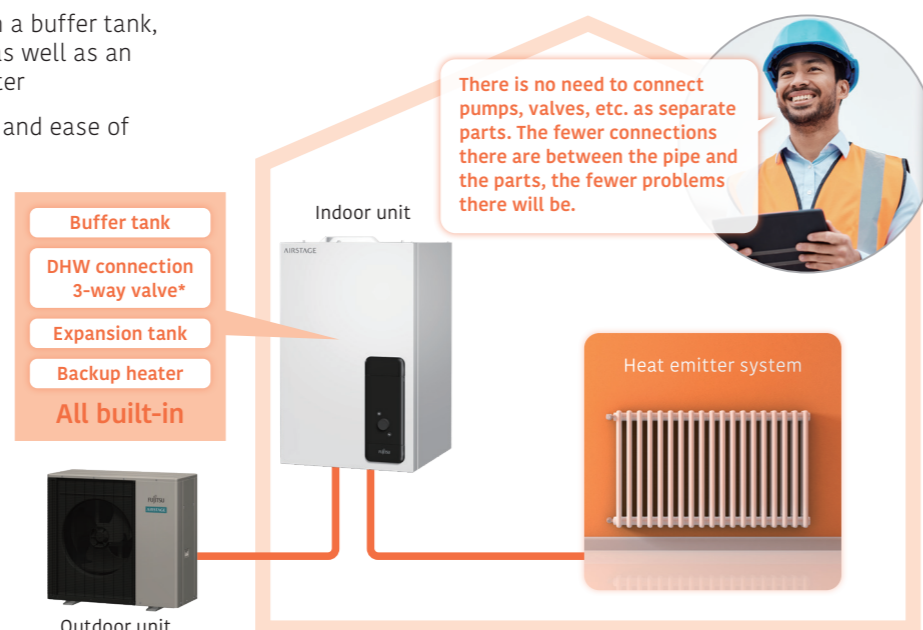 n a buffer tank,
as well as an
ter
and ease of
There is no need to connect
pumps, valves, etc. as separate
parts. The fewer connections
there are between the pipe and
the parts, the fewer problems
there will be.
Buffer tank
DHW connection
3-way valve*
Expansion tank
Backup heater
All built-in
Indoor unit
AIRSTAGE
FUJITSU
Heat emitter system
FUJITSU
AIRSTAGE
Outdoor unit